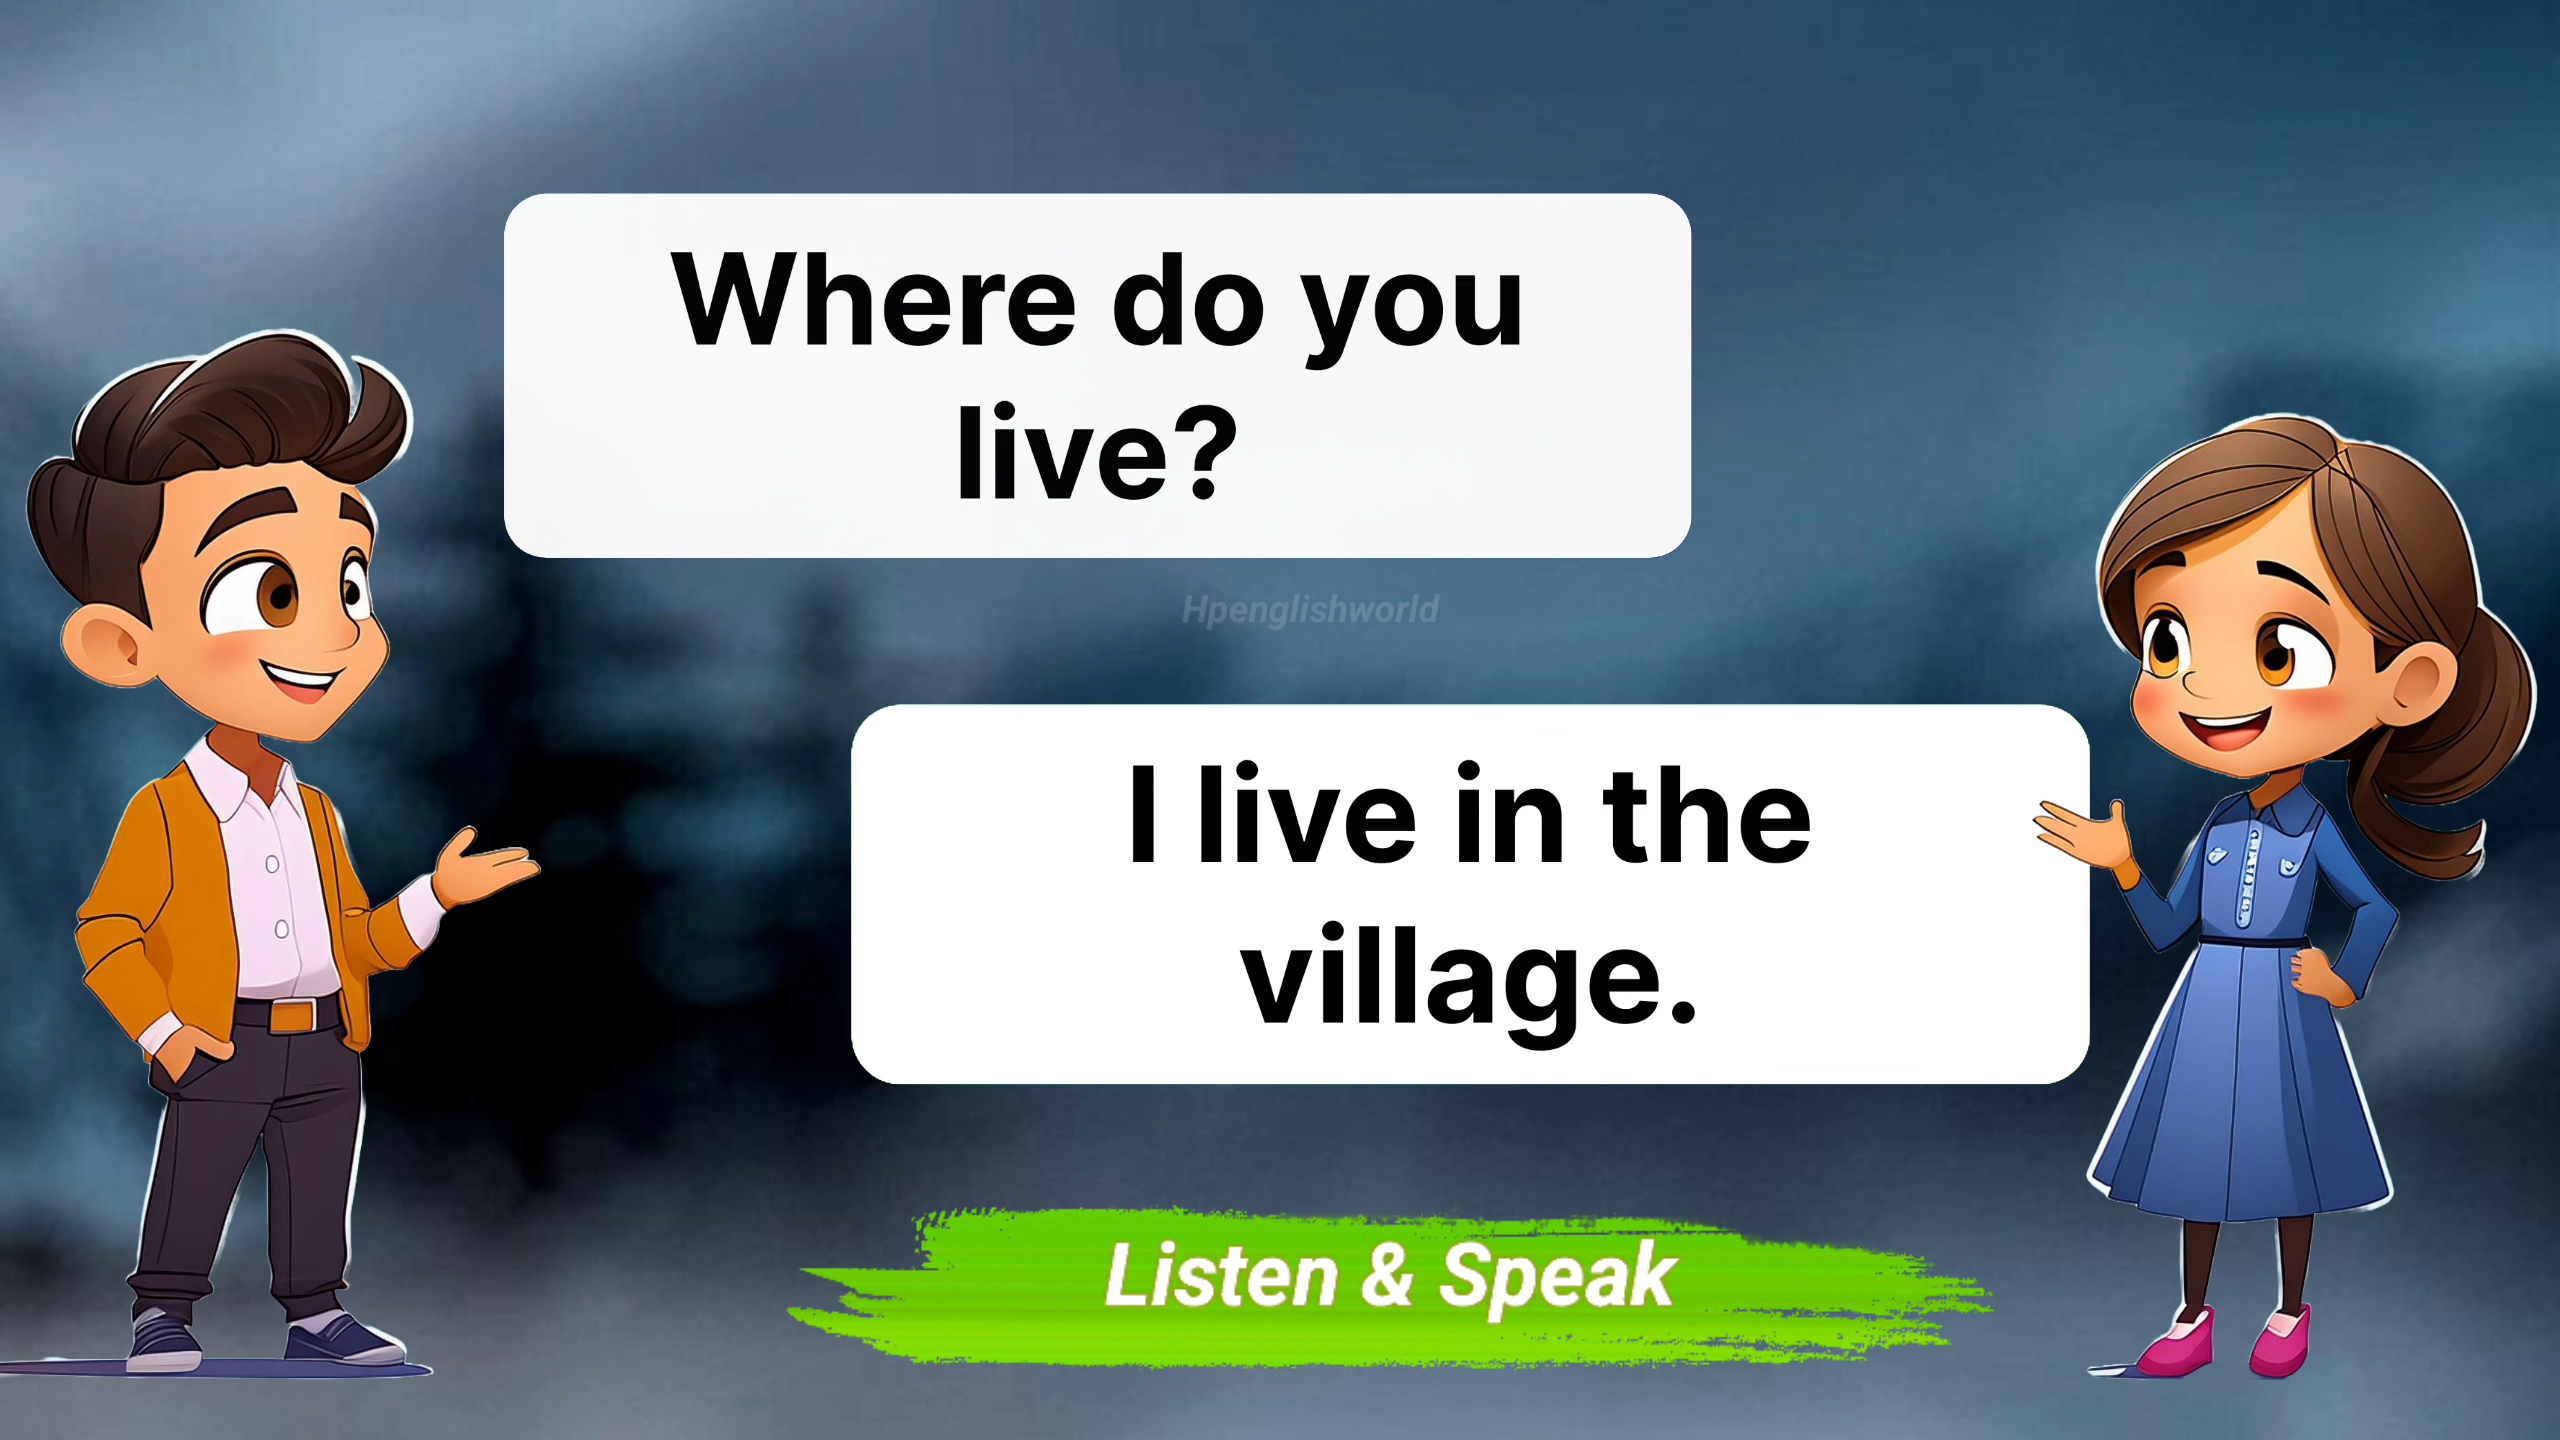 Where do you
live?
Hpenglishworld
I live in the
village.
Listen & Speak